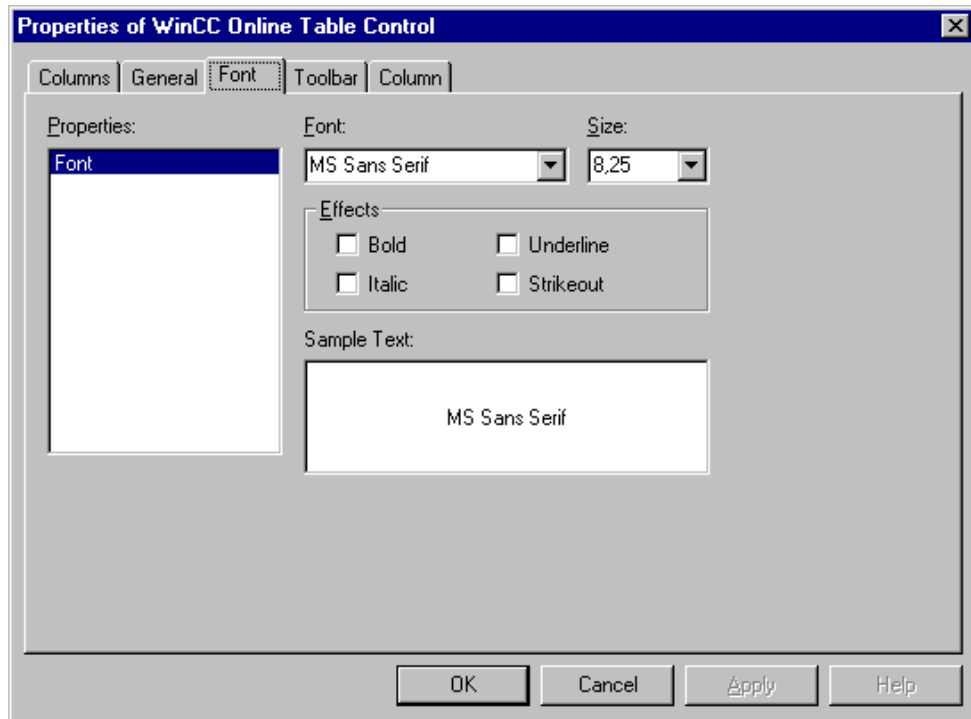 Properties of WinCC Online Table Control
Columns General Font Toolbar Column
Properties: Font: Size:
Font MS Sans Serif 8,25
Effects
Bold Underline
Italic Strikeout
Sample Text:
MS Sans Serif
OK Cancel Apply Help